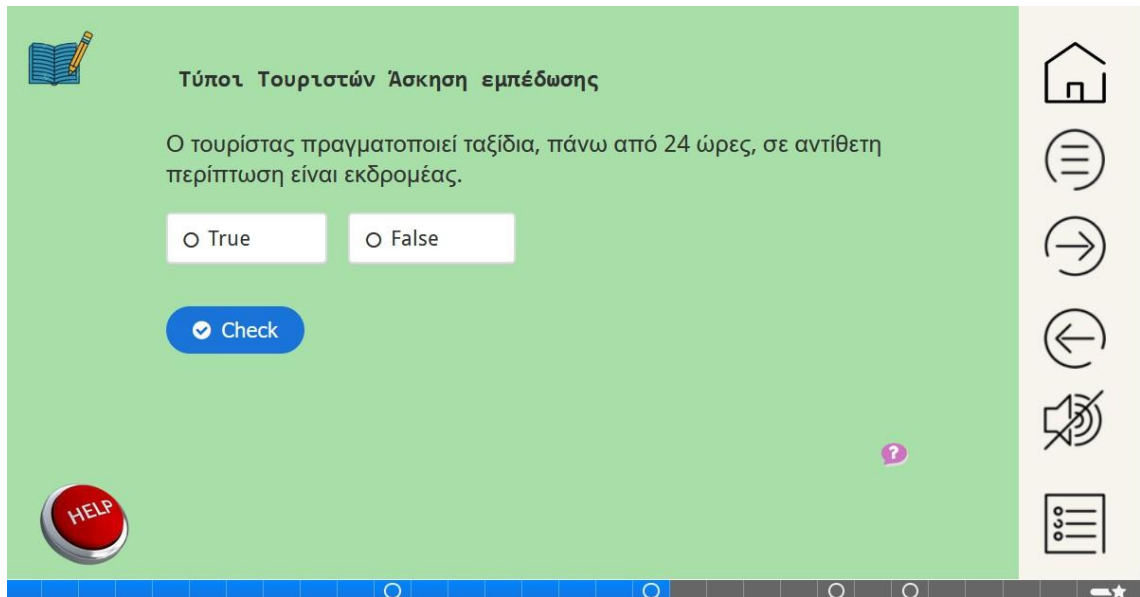 Τύποι Τουριστών Άσκηση εμπέδωσης
Ο τουρίστας πραγματοποιεί ταξίδια, πάνω από 24 ώρες, σε αντίθετη
περίπτωση είναι εκδρομέας.
True
False
Check
?
HELP